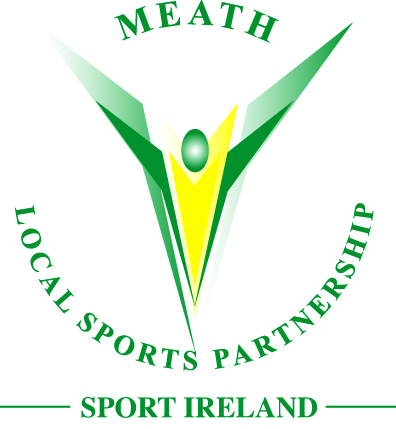 MEATH
LOCAL SPORTS PARTNERSHIP
SPORT IRELAND